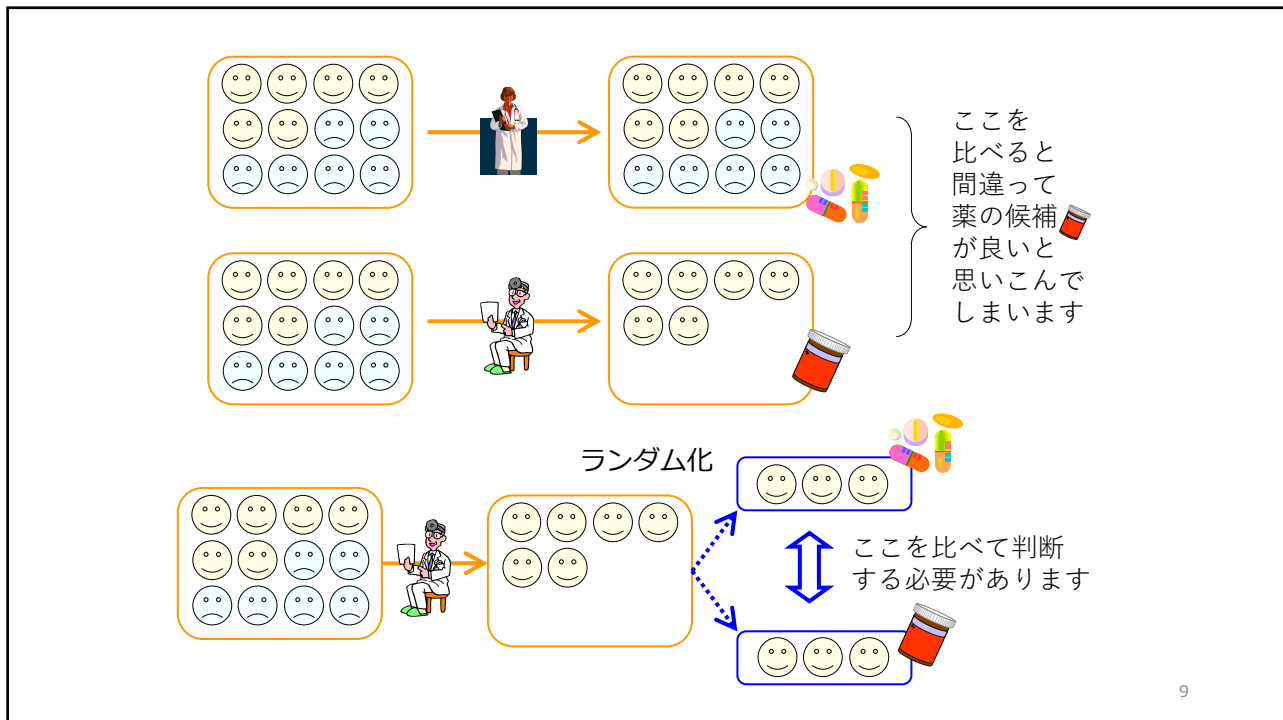 ここを
比べると
間違って
薬の候補
が良いと
思いこんで
しまいます
ランダム化
ここを比べて判断
する必要があります
9